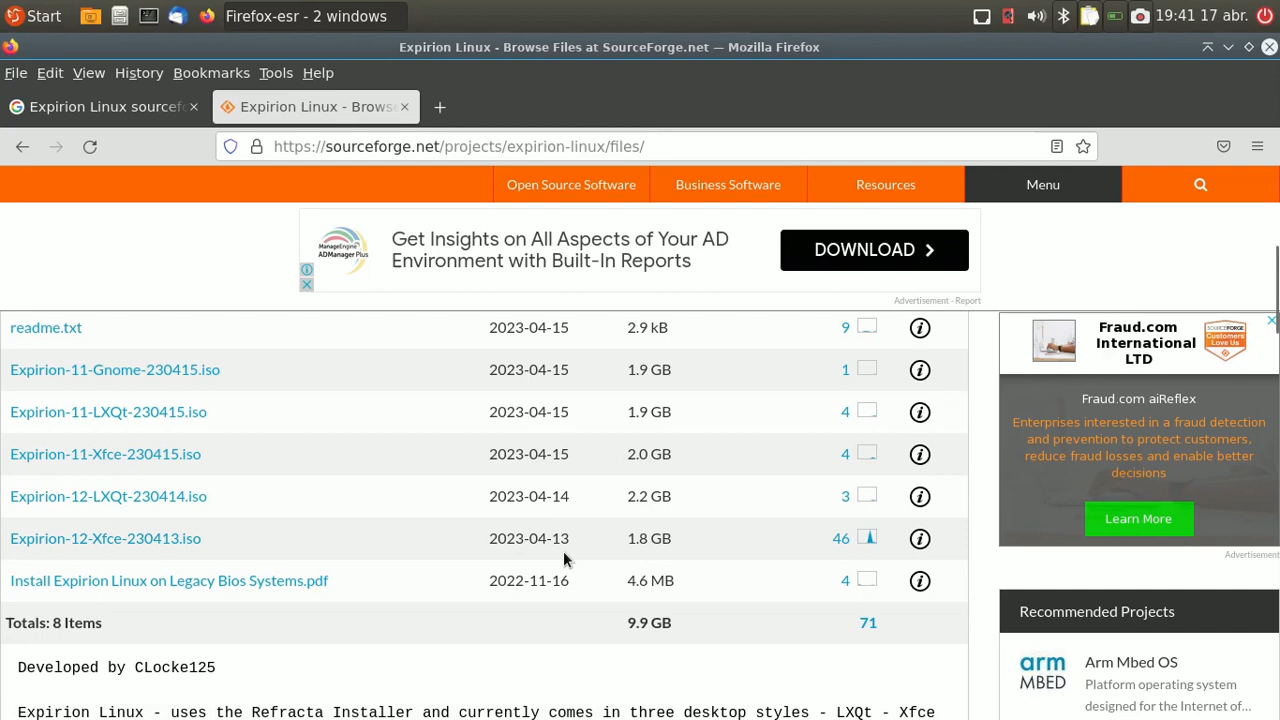 Start
Firefox-esr - 2 windows
19:41 17 abr.
Expirion Linux - Browse Files at SourceForge.net — Mozilla Firefox
File Edit View History Bookmarks Tools Help
Expirion Linux sourcef
Expirion Linux - Brows
https://sourceforge.net/projects/expirion-linux/files/
Open Source Software
Business Software
Resources
Menu
ManageEngine
ADManager Plus
Get Insights on All Aspects of Your AD
Environment with Built-In Reports
DOWNLOAD
Advertisement - Report
readme.txt 2023-04-15 2.9 kB 9
Expirion-11-Gnome-230415.iso 2023-04-15 1.9 GB 1
Expirion-11-LXQt-230415.iso 2023-04-15 1.9 GB 4
Expirion-11-Xfce-230415.iso 2023-04-15 2.0 GB 4
Expirion-12-LXQt-230414.iso 2023-04-14 2.2 GB 3
Expirion-12-Xfce-230413.iso 2023-04-13 1.8 GB 46
Install Expirion Linux on Legacy Bios Systems.pdf 2022-11-16 4.6 MB 4
Totals: 8 Items 9.9 GB 71
Developed by CLocke125
Expirion Linux - uses the Refracta Installer and currently comes in three desktop styles - LXQt - Xfce
Fraud.com
International
LTD
SOURCEFORGE
Customers
Love Us
Fraud.com aiReflex
Enterprises interested in a fraud detection
and prevention to protect customers,
reduce fraud losses and enable better
decisions
Learn More
Advertisement
Recommended Projects
arm
MBED
Arm Mbed OS
Platform operating system
designed for the Internet of...